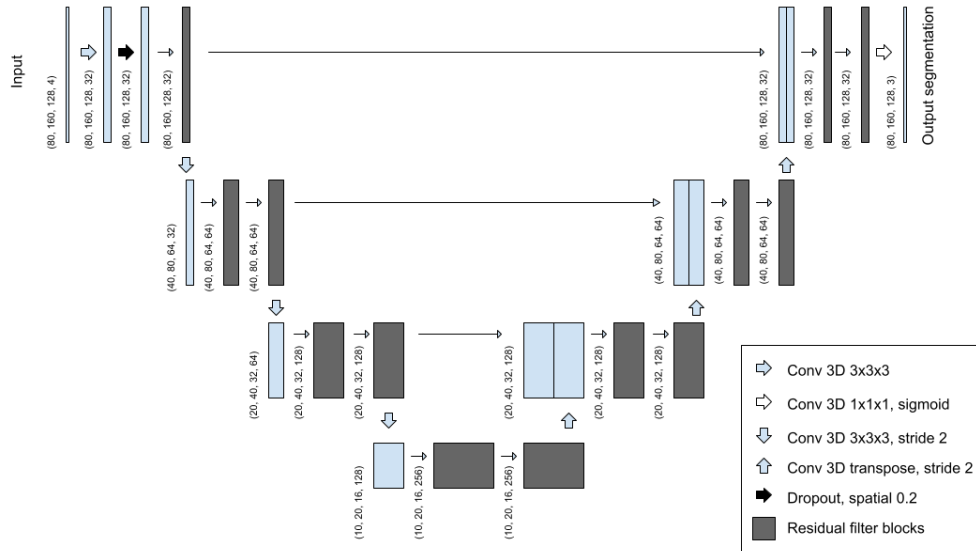 Input
(80, 160, 128, 4)
(80, 160, 128, 32)
(80, 160, 128, 32)
(80, 160, 128, 32)
(80, 160, 128, 32)
(80, 160, 128, 32)
(80, 160, 128, 32)
(80, 160, 128, 3)
Output segmentation
(40, 80, 64, 32)
(40, 80, 64, 64)
(40, 80, 64, 64)
(40, 80, 64, 64)
(40, 80, 64, 64)
(40, 80, 64, 64)
(20, 40, 32, 64)
(20, 40, 32, 128)
(20, 40, 32, 128)
(20, 40, 32, 128)
(20, 40, 32, 128)
(20, 40, 32, 128)
(10, 20, 16, 128)
(10, 20, 16, 256)
(10, 20, 16, 256)
Conv 3D 3x3x3
Conv 3D 1x1x1, sigmoid
Conv 3D 3x3x3, stride 2
Conv 3D transpose, stride 2
Dropout, spatial 0.2
Residual filter blocks